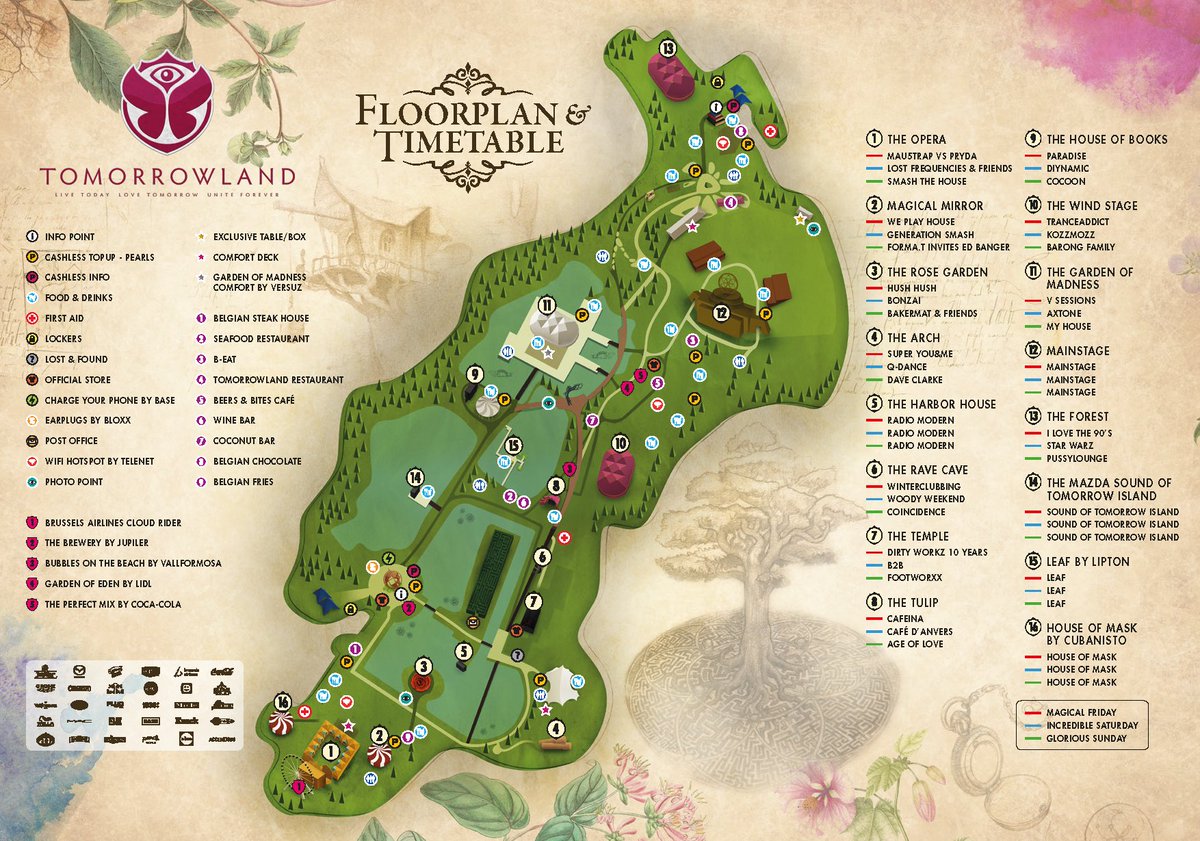 FLOORPLAN &
TIMETABLE
TOMORROWLAND
LIVE TODAY LOVE TOMORROW UNITE FOREVER
INFO POINT
CASHLESS TOPUP - PEARLS
CASHLESS INFO
FOOD & DRINKS
FIRST AID
LOCKERS
LOST & FOUND
OFFICIAL STORE
CHARGE YOUR PHONE BY BASE
EARPLUGS BY BLOXX
POST OFFICE
WIFI HOTSPOT BY TELENET
PHOTO POINT
EXCLUSIVE TABLE/BOX
COMFORT DECK
GARDEN OF MADNESS
COMFORT BY VERSUZ
1 BELGIAN STEAK HOUSE
2 SEAFOOD RESTAURANT
3 B-EAT
4 TOMORROWLAND RESTAURANT
5 BEERS & BITES CAFÉ
6 WINE BAR
7 COCONUT BAR
8 BELGIAN CHOCOLATE
9 BELGIAN FRIES
1 BRUSSELS AIRLINES CLOUD RIDER
2 THE BREWERY BY JUPILER
3 BUBBLES ON THE BEACH BY VALLFORMOSA
4 GARDEN OF EDEN BY LIDL
5 THE PERFECT MIX BY COCA-COLA
1 THE OPERA
MAUSTRAP VS PRYDA
LOST FREQUENCIES & FRIENDS
SMASH THE HOUSE
2 MAGICAL MIRROR
WE PLAY HOUSE
GENERATION SMASH
FORMA.T INVITES ED BANGER
3 THE ROSE GARDEN
HUSH HUSH
BONZAI
BAKERMAT & FRIENDS
4 THE ARCH
SUPER YOU&ME
Q-DANCE
DAVE CLARKE
5 THE HARBOR HOUSE
RADIO MODERN
RADIO MODERN
RADIO MODERN
6 THE RAVE CAVE
WINTERCLUBBING
WOODY WEEKEND
COINCIDENCE
7 THE TEMPLE
DIRTY WORKZ 10 YEARS
B2B
FOOTWORXX
8 THE TULIP
CAFEINA
CAFÉ D'ANVERS
AGE OF LOVE
9 THE HOUSE OF BOOKS
PARADISE
DIYNAMIC
COCOON
10 THE WIND STAGE
TRANCEADDICT
KOZZMOZZ
BARONG FAMILY
11 THE GARDEN OF
MADNESS
V SESSIONS
AXTONE
MY HOUSE
12 MAINSTAGE
MAINSTAGE
MAINSTAGE
MAINSTAGE
13 THE FOREST
I LOVE THE 90'S
STAR WARZ
PUSSYLOUNGE
14 THE MAZDA SOUND OF
TOMORROW ISLAND
SOUND OF TOMORROW ISLAND
SOUND OF TOMORROW ISLAND
SOUND OF TOMORROW ISLAND
15 LEAF BY LIPTON
LEAF
LEAF
LEAF
16 HOUSE OF MASK
BY CUBANISTO
HOUSE OF MASK
HOUSE OF MASK
HOUSE OF MASK
MAGICAL FRIDAY
INCREDIBLE SATURDAY
GLORIOUS SUNDAY